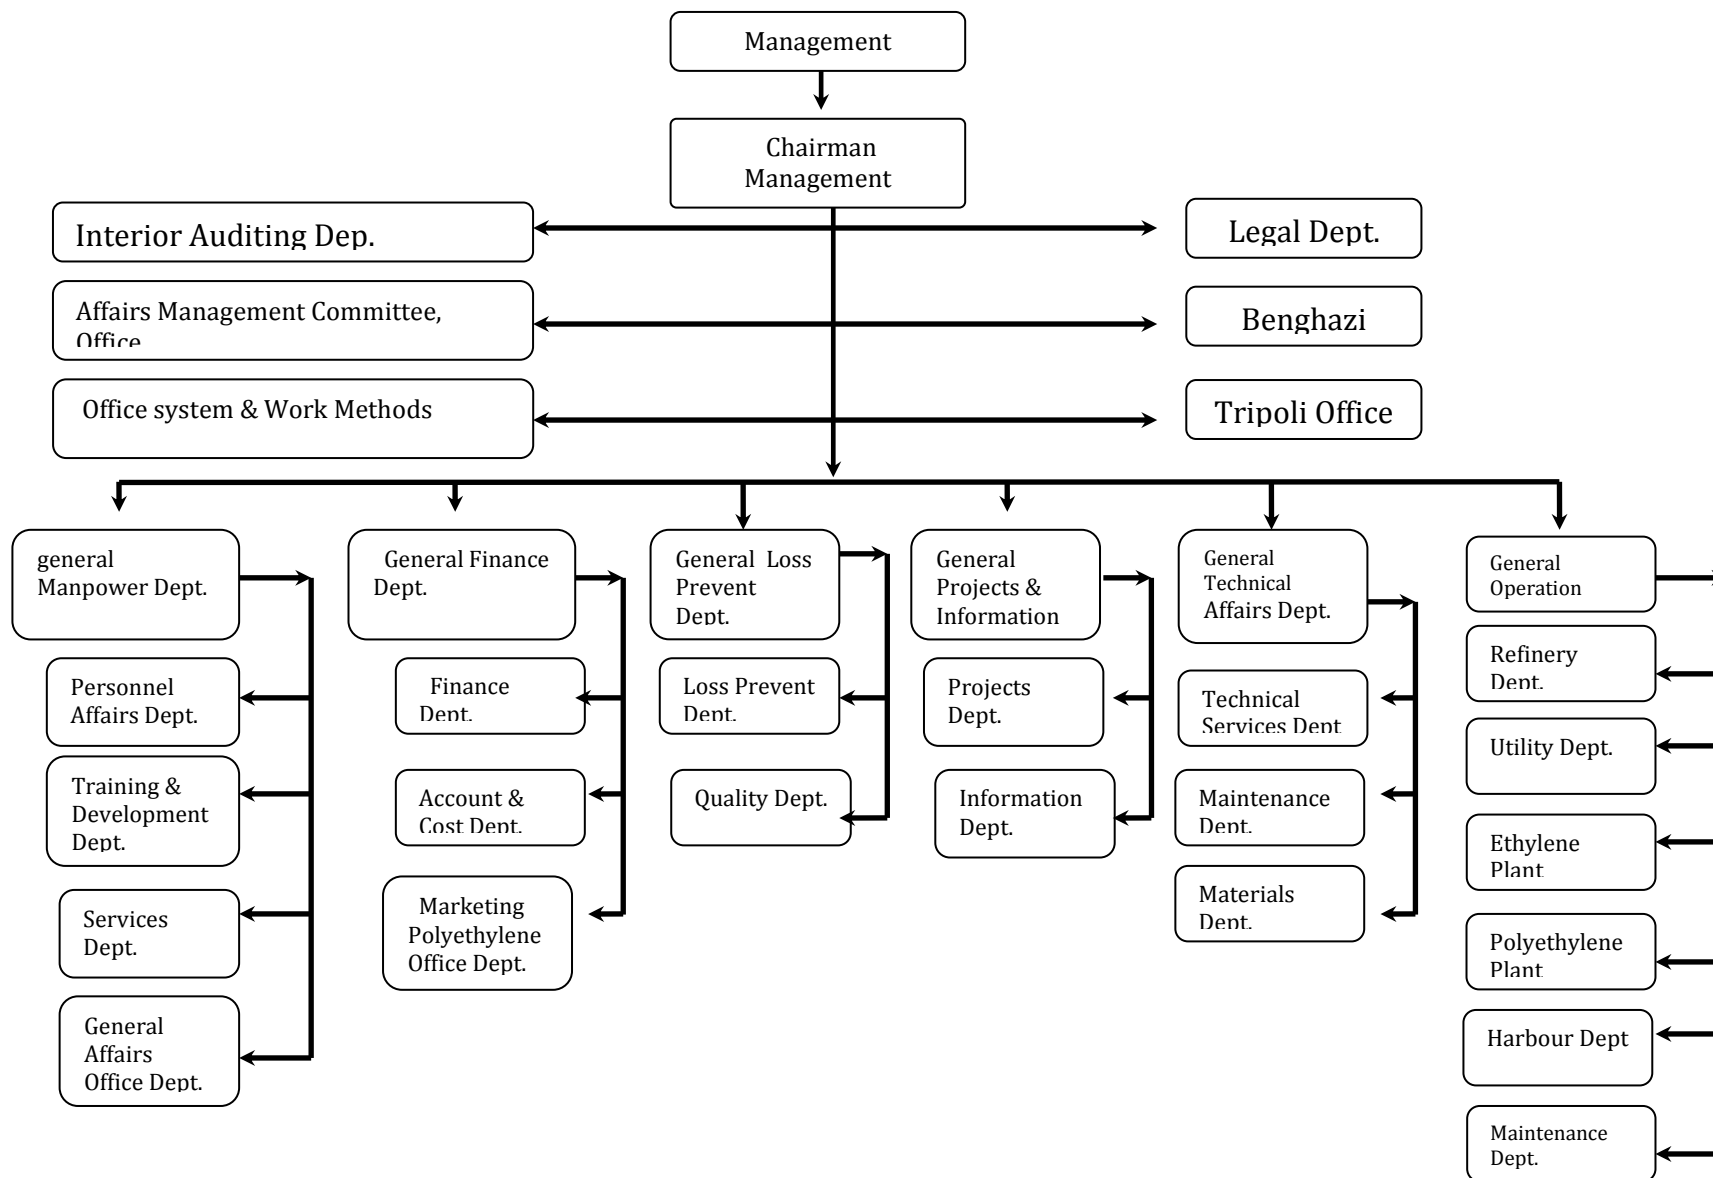 Management
Chairman
Management
Interior Auditing Dep.
Legal Dept.
Affairs Management Committee,
Office
Benghazi
Office system & Work Methods
Tripoli Office
general
Manpower Dept.
General Finance
Dept.
General Loss
Prevent
Dept.
General
Projects &
Information
General
Technical
Affairs Dept.
General
Operation
Personnel
Affairs Dept.
Training &
Development
Dept.
Services
Dept.
General
Affairs
Office Dept.
Finance
Dept.
Account &
Cost Dept.
Marketing
Polyethylene
Office Dept.
Loss Prevent
Dept.
Quality Dept.
Projects
Dept.
Information
Dept.
Technical
Services Dept
Maintenance
Dept.
Materials
Dept.
Refinery
Dept.
Utility Dept.
Ethylene
Plant
Polyethylene
Plant
Harbour Dept
Maintenance
Dept.